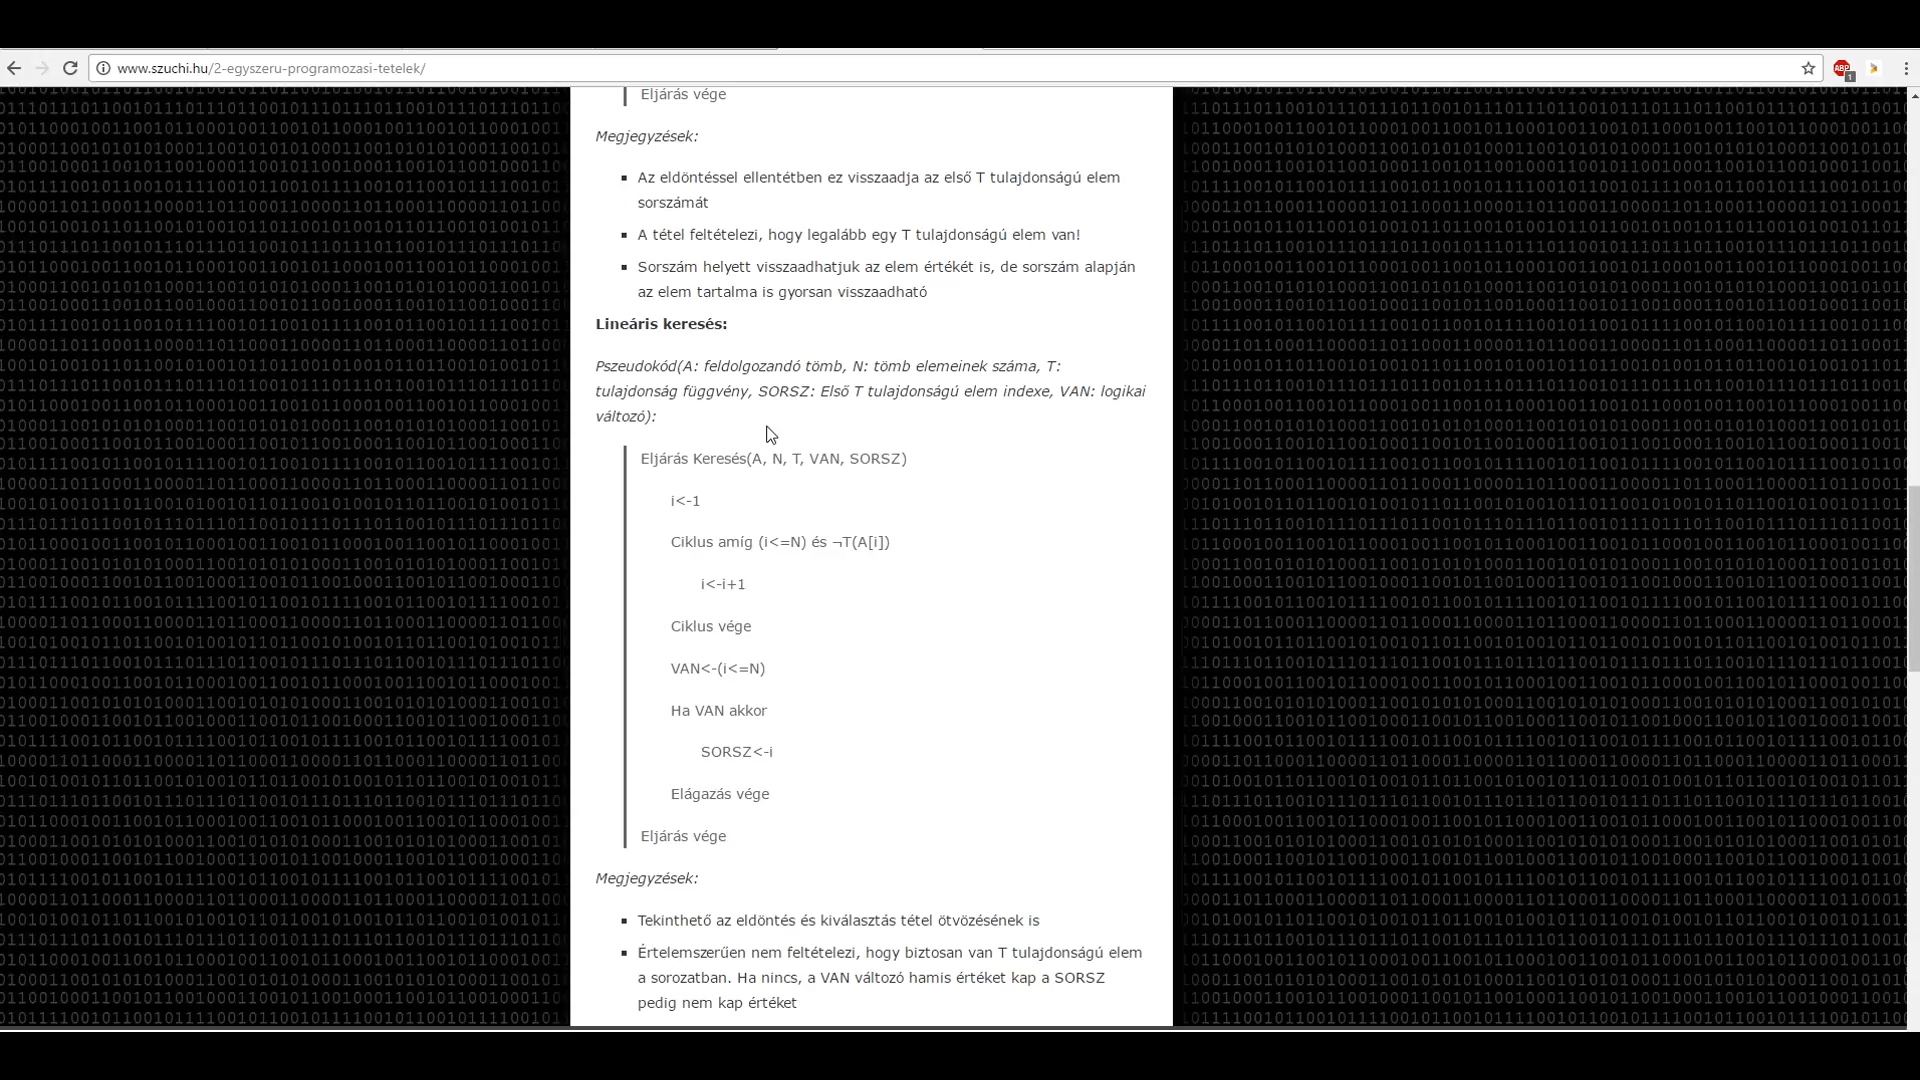 www.szuchi.hu/2-egyszeru-programozasi-tetelek/
ABP
1
Eljárás vége
Megjegyzések:
▪ Az eldöntéssel ellentétben ez visszaadja az első T tulajdonságú elem
sorszámát
▪ A tétel feltételezi, hogy legalább egy T tulajdonságú elem van!
▪ Sorszám helyett visszaadhatjuk az elem értékét is, de sorszám alapján
az elem tartalma is gyorsan visszaadható
Lineáris keresés:
Pszeudokód(A: feldolgozandó tömb, N: tömb elemeinek száma, T:
tulajdonság függvény, SORSZ: Első T tulajdonságú elem indexe, VAN: logikai
változó):
Eljárás Keresés(A, N, T, VAN, SORSZ)
i<-1
Ciklus amíg (i<=N) és ¬T(A[i])
i<-i+1
Ciklus vége
VAN<-(i<=N)
Ha VAN akkor
SORSZ<-i
Elágazás vége
Eljárás vége
Megjegyzések:
▪ Tekinthető az eldöntés és kiválasztás tétel ötvözésének is
▪ Értelemszerűen nem feltételezi, hogy biztosan van T tulajdonságú elem
a sorozatban. Ha nincs, a VAN változó hamis értéket kap a SORSZ
pedig nem kap értéket